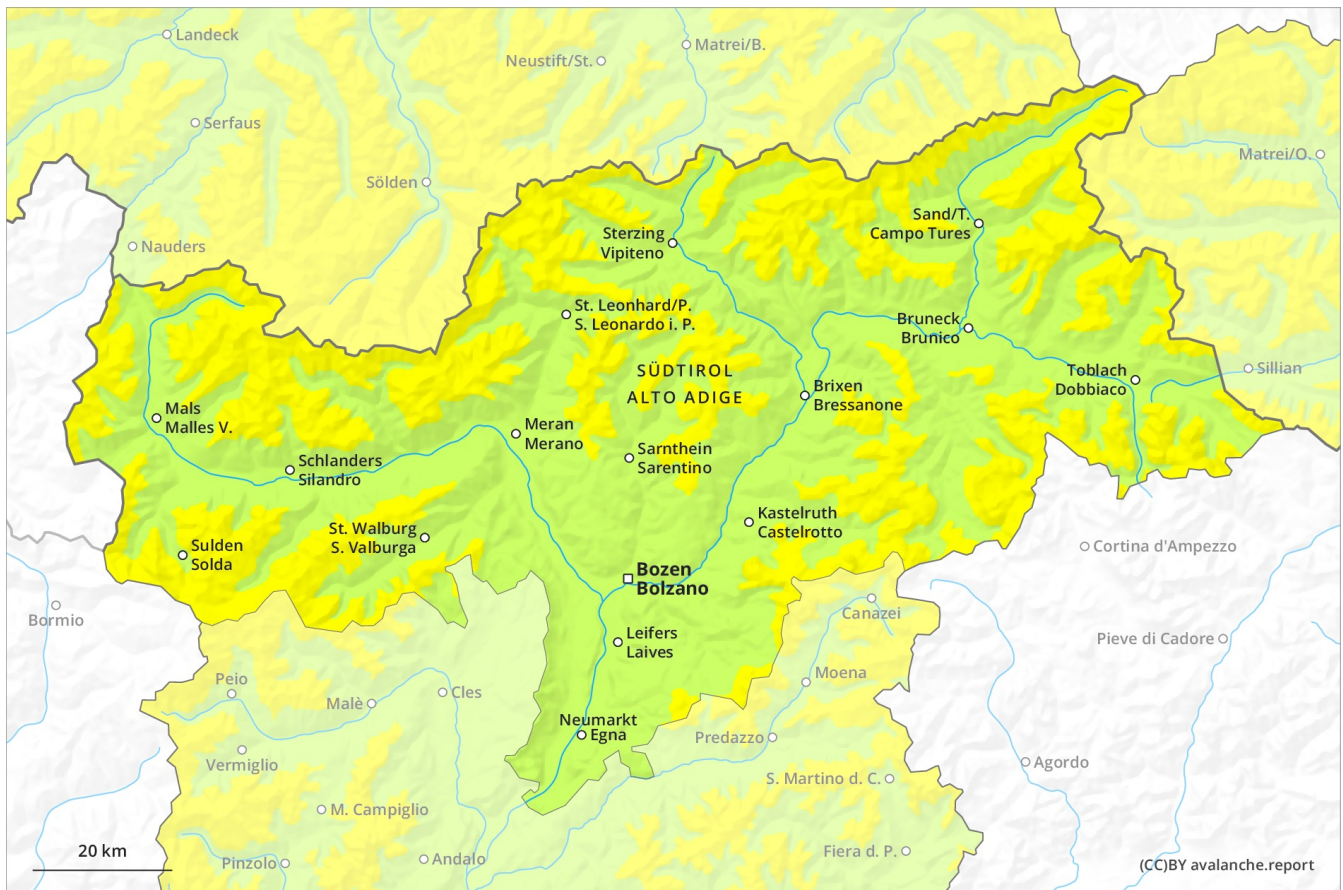 Landeck
Matrei/B.
Neustift/St.
Serfaus
Matrei/O.
Sölden
Sand/T.
Campo Tures
Sterzing
Vipiteno
Nauders
St. Leonhard/P.
S. Leonardo i. P.
Bruneck
Brunico
SÜDTIROL
ALTO ADIGE
Toblach
Dobbiaco
Sillian
Brixen
Bressanone
Mals
Malles V.
Meran
Merano
Sarnthein
Sarentino
Schlanders
Silandro
Kastelruth
Castelrotto
St. Walburg
S. Valburga
Sulden
Solda
Cortina d'Ampezzo
Bozen
Bolzano
Bormio
Canazei
Leifers
Laives
Pieve di Cadore
Peio
Moena
Malè
Cles
Neumarkt
Egna
Predazzo
Vermiglio
Agordo
S. Martino d. C.
M. Campiglio
20 km
Andalo
Fiera d. P.
Pinzolo
(CC)BY avalanche.report